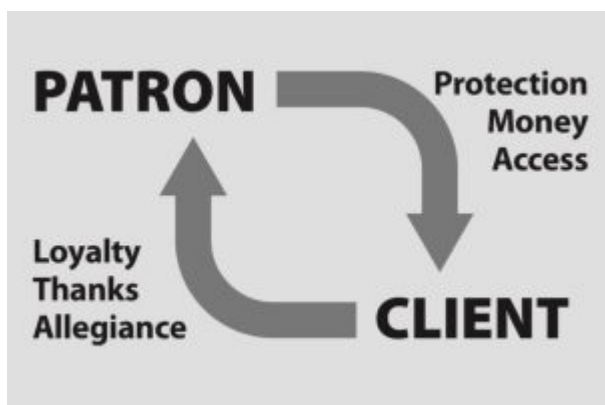 PATRON
Protection
Money
Access
Loyalty
Thanks
Allegiance
CLIENT